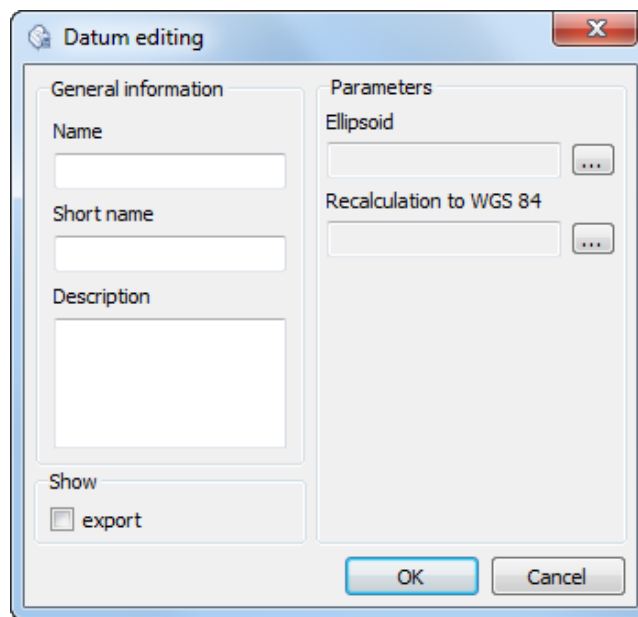 Datum editing
General information
Name
Short name
Description
Show
export
Parameters
Ellipsoid
...
Recalculation to WGS 84
...
OK
Cancel